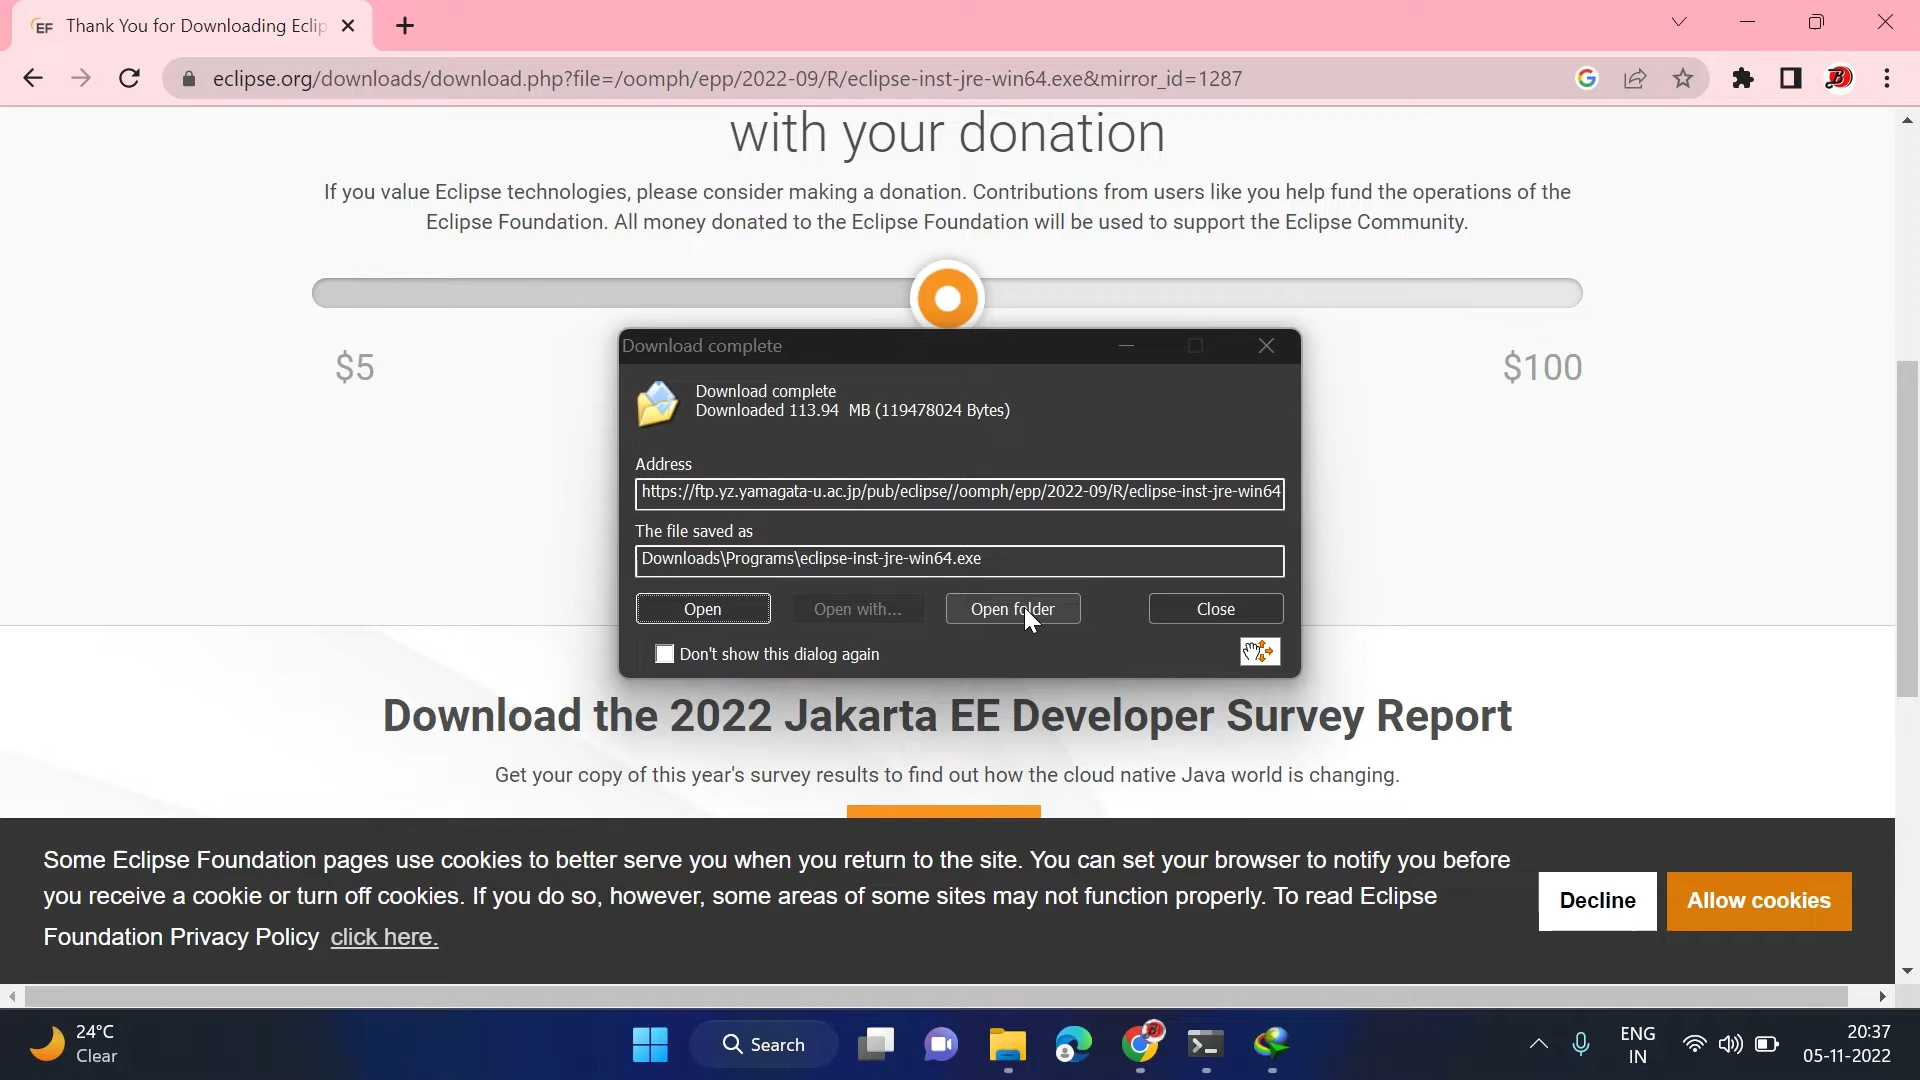 Thank You for Downloading Eclip
eclipse.org/downloads/download.php?file=/oomph/epp/2022-09/R/eclipse-inst-jre-win64.exe&mirror_id=1287
with your donation
If you value Eclipse technologies, please consider making a donation. Contributions from users like you help fund the operations of the
Eclipse Foundation. All money donated to the Eclipse Foundation will be used to support the Eclipse Community.
$5
$100
Download complete
Download complete
Downloaded 113.94 MB (119478024 Bytes)
Address
https://ftp.yz.yamagata-u.ac.jp/pub/eclipse//oomph/epp/2022-09/R/eclipse-inst-jre-win64
The file saved as
Downloads\Programs\eclipse-inst-jre-win64.exe
Open
Open with...
Open folder
Close
Don't show this dialog again
Download the 2022 Jakarta EE Developer Survey Report
Get your copy of this year's survey results to find out how the cloud native Java world is changing.
Some Eclipse Foundation pages use cookies to better serve you when you return to the site. You can set your browser to notify you before
you receive a cookie or turn off cookies. If you do so, however, some areas of some sites may not function properly. To read Eclipse
Foundation Privacy Policy click here.
Decline
Allow cookies
24°C
Clear
Search
ENG
IN
20:37
05-11-2022